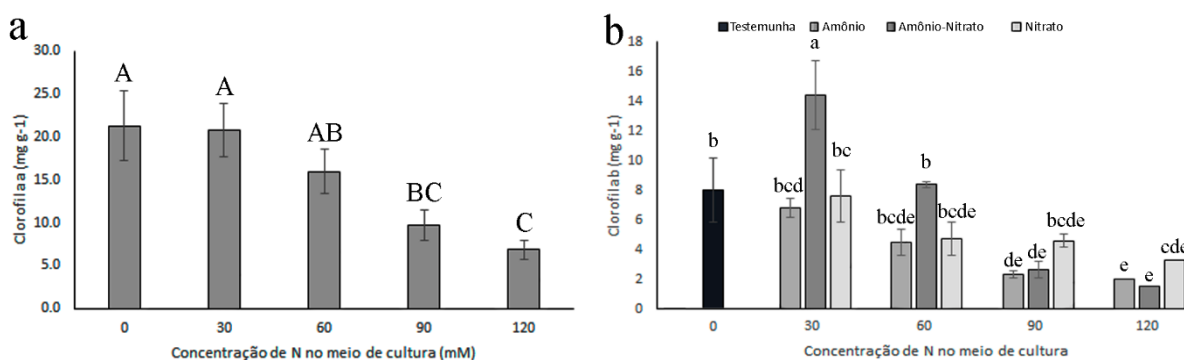 a
30.0
25.0
20.0
15.0
10.0
5.0
0.0
Clorofila a (mg g-1)
A
A
AB
BC
C
0 30 60 90 120
Concentração de N no meio de cultura (mM)
b
Testemunha Amônio Amônio-Nitrato Nitrato
18
16
14
12
10
8
6
4
2
0
Clorofila b (mg g-1)
b
bcd
a
bc
bcde
b
bcde
de
de
bcde
e
e
cde
0 30 60 90 120
Concentração de N no meio de cultura